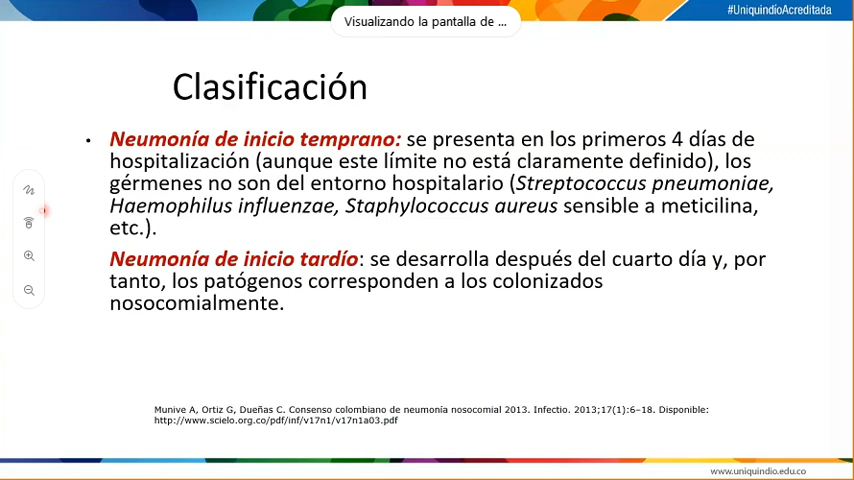 #UniquindíoAcreditada
Visualizando la pantalla de ...
Clasificación
• Neumonía de inicio temprano: se presenta en los primeros 4 días de
hospitalización (aunque este límite no está claramente definido), los
gérmenes no son del entorno hospitalario (Streptococcus pneumoniae,
Haemophilus influenzae, Staphylococcus aureus sensible a meticilina,
etc.).
Neumonía de inicio tardío: se desarrolla después del cuarto día y, por
tanto, los patógenos corresponden a los colonizados
nosocomialmente.
Munive A, Ortiz G, Dueñas C. Consenso colombiano de neumonía nosocomial 2013. Infectio. 2013;17(1):6–18. Disponible:
http://www.scielo.org.co/pdf/inf/v17n1/v17n1a03.pdf
www.uniquindio.edu.co